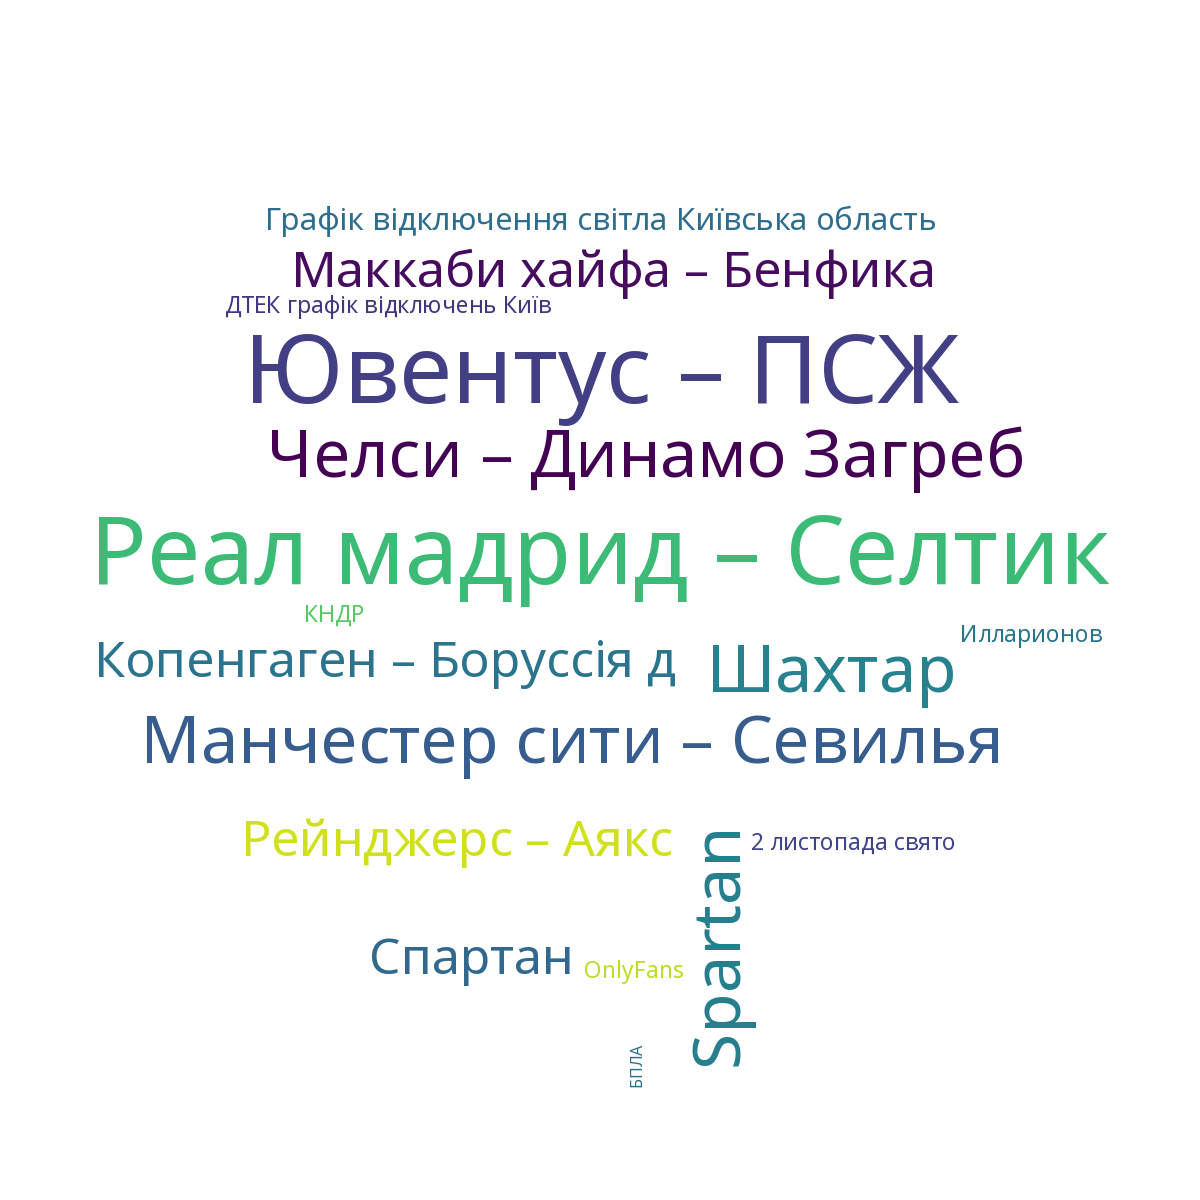 Графік відключення світла Київська область
Маккаби хайфа – Бенфика
ДТЕК графік відключень Київ
Ювентус – ПСЖ
Челси – Динамо Загреб
Реал мадрид – Селтик
КНДР
Илларионов
Копенгаген – Боруссія д
Шахтар
Манчестер сити – Севилья
Рейнджерс – Аякс
2 листопада свято
Spartan
Спартан
OnlyFans
БПЛА